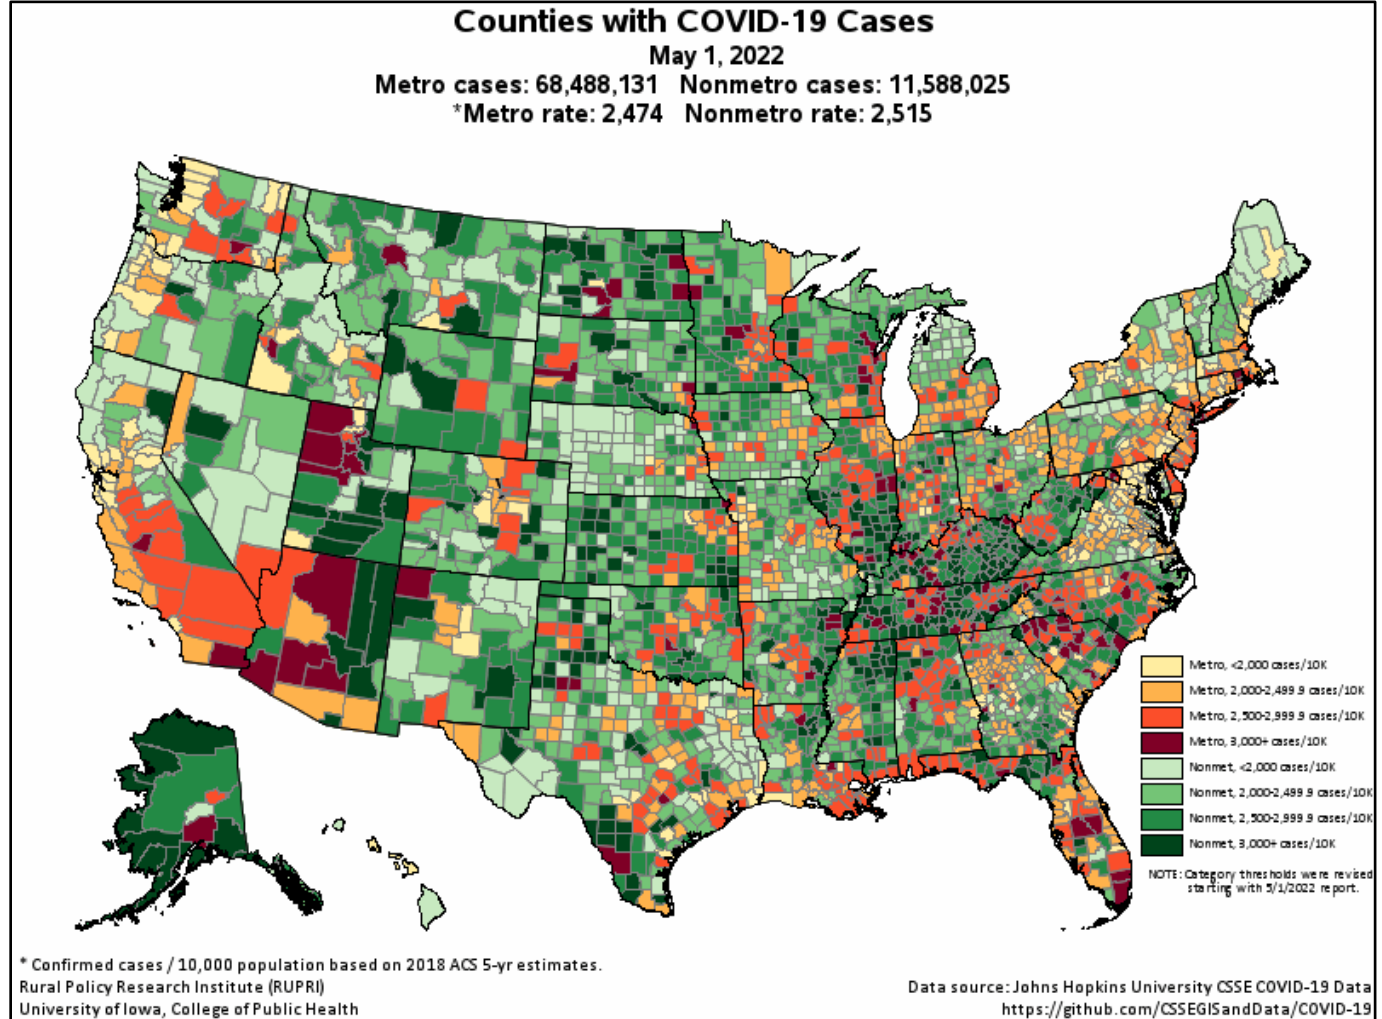 Counties with COVID-19 Cases
May 1, 2022
Metro cases: 68,488,131 Nonmetro cases: 11,588,025
*Metro rate: 2,474 Nonmetro rate: 2,515
Metro, <2,000 cases/10K
Metro, 2,000-2,499.9 cases/10K
Metro, 2,500-2,999.9 cases/10K
Metro, 3,000+ cases/10K
Nonmet, <2,000 cases/10K
Nonmet, 2,000-2,499.9 cases/10K
Nonmet, 2,500-2,999.9 cases/10K
Nonmet, 3,000+ cases/10K
NOTE: Category thresholds were revised
starting with 5/1/2022 report.
* Confirmed cases / 10,000 population based on 2018 ACS 5-yr estimates.
Rural Policy Research Institute (RUPRI)
University of Iowa, College of Public Health
Data source: Johns Hopkins University CSSE COVID-19 Data
https://github.com/CSSEGISandData/COVID-19